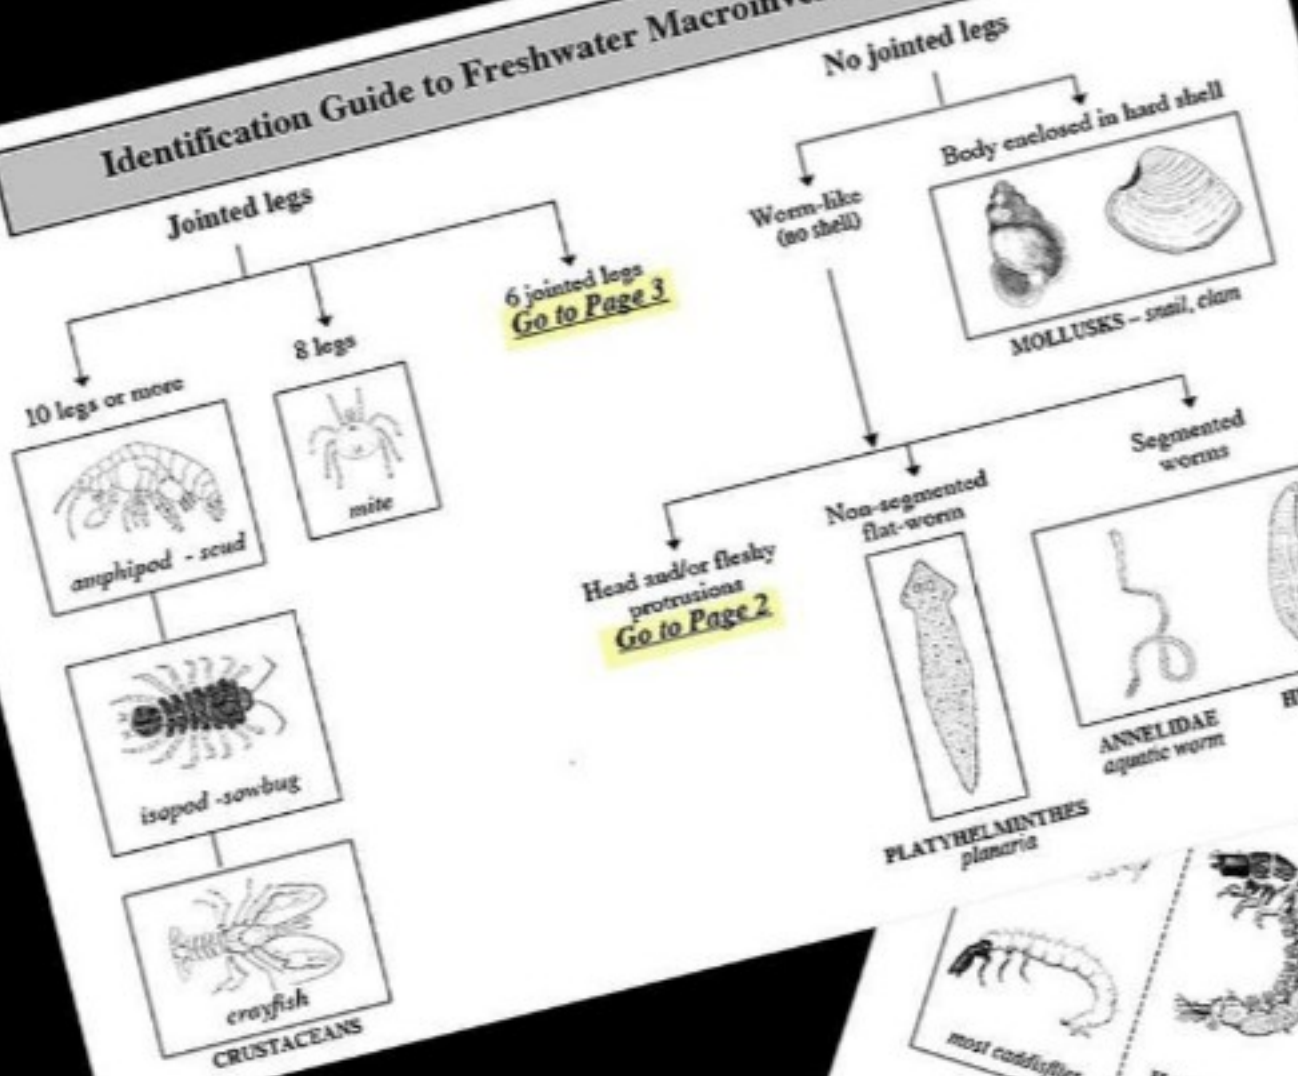 Identification Guide to Freshwater
Jointed legs
10 legs or more
amphipod - scud
isopod -sowbug
crayfish
CRUSTACEANS
8 legs
mite
6 jointed legs
Go to Page 3
No jointed legs
Worm-like
(no shell)
Body enclosed in hard shell
MOLLUSKS – snail, clam
Head and/or fleshy
protrusions
Go to Page 2
Non-segmented
flat-worm
PLATYHELMINTHES
planaria
Segmented
worms
ANNELIDAE
aquatic worm
most